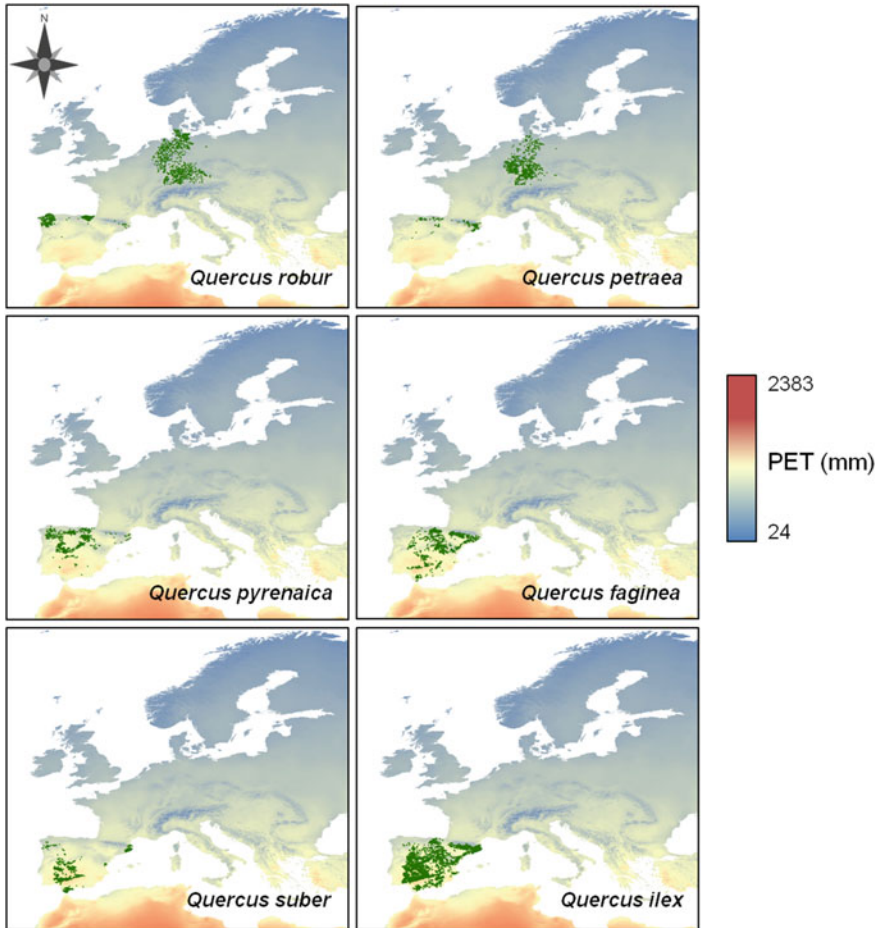 N
Quercus robur
Quercus petraea
2383
PET (mm)
24
Quercus pyrenaica
Quercus faginea
Quercus suber
Quercus ilex